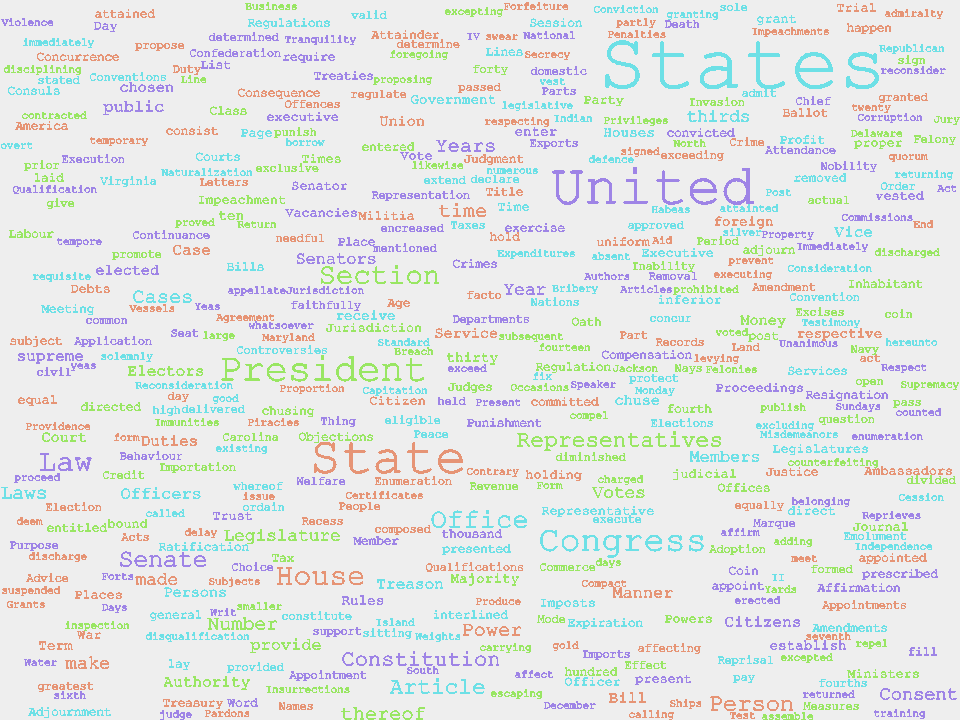 Business excepting Forfeiture Conviction granting sole Trial admiralty
Violence attained Day Regulations valid Session partly Death grant Impeachments happen
immediately propose determined Tranquility Attainder IV swear National Penalties
Concurrence Confederation require determine foregoing Lines Secrecy States Republican sign
disciplining stated Conventions Duty List Treaties proposing forty domestic reconsider
Consuls Line chosen Consequence regulate passed vest Parts admit granted
contracted public Class Offences Government legislative Party Invasion Chief twenty
America executive Union respecting Indian Privileges thirds Ballot Corruption Jury
overt temporary consist Page punish borrow entered Years enter Houses convicted Profit Delaware proper Felony
prior Execution Courts Times Vote Judgment Exports North Crime Attendance quorum
laid Naturalization exclusive likewise numerous defence signed exceeding Nobility returning
Qualification Virginia Letters Senator Representation extend declare United removed Order Act
give Impeachment Title Post actual vested
Labour tempore ten Vacancies Militia time Time Habeas attainted Commissions End
proved Return encreased Taxes exercise approved foreign silver Property Vice
Continuance needful Place mentioned hold uniform Aid Period adjourn Immediately discharged
promote Case Senators Expenditures absent Executive prevent
requisite elected Bills Section Crimes Inability executing Consideration Inhabitant
Debts appellate Jurisdiction Year Bribery Authors Removal Amendment
Meeting Cases Vessels Yeas faithfully Age facto Nations Articles prohibited inferior Convention
common Agreement whatsoever receive Departments Oath concur Money Excises Testimony coin
subject Application Seat large Maryland Jurisdiction Service subsequent Part Records voted post respective hereunto
supreme solemnly Controversies Standard fourteen Land Unanimous Navy
civil yeas Electors President Breach thirty exceed Regulation Compensation levying act Respect
Reconsideration Proportion Capitation Judges Occasions fix Speaker Jackson Nays Felonies Services open Supremacy
equal day good Citizen held Present committed protect Monday Proceedings Resignation pass
directed high delivered chusing eligible Punishment compel chuse fourth publish Sundays counted
Providence Immunities Piracies Thing Peace Elections excluding question
Court form Duties Carolina Objections Representatives Misdemeanors enumeration
Law Behaviour existing State diminished Members Legislatures
proceed Credit Importation Welfare Enumeration Contrary holding charged judicial counterfeiting Justice Ambassadors
Laws Officers whereof issue Certificates Revenue Form Votes Offices divided
Election called Trust ordain People Office Representative execute equally belonging direct Cession
deem entitled bound Recess composed thousand Marque Reprieves Journal
Acts delay Legislature Member Congress affirm adding Emolument
Purpose Ratification presented Adoption Independence
discharge Senate Choice Tax Qualifications Commerce days meet appointed
Advice Forts made House Treason Majority Compact Coin II formed prescribed
suspended Places Persons Subjects Manner appoint Yards Affirmation
Grants Days Rules Produce Imposts erected Appointments
general Writ smaller constitute Island interlined Mode Expiration Powers Citizens Amendments
inspection War disqualification Number support sitting Weights Power seventh repel
Term provide carrying gold affecting establish fill
Water make lay provided Constitution Imports Effect Reprisal excepted
greatest Authority Appointment South affect hundred Officer present pay fourths Ministers
sixth Insurrections Article escaping Bill Person returned Consent
Adjournment Treasury Word Names December Ships Measures
judge Pardons thereof calling Test assemble training